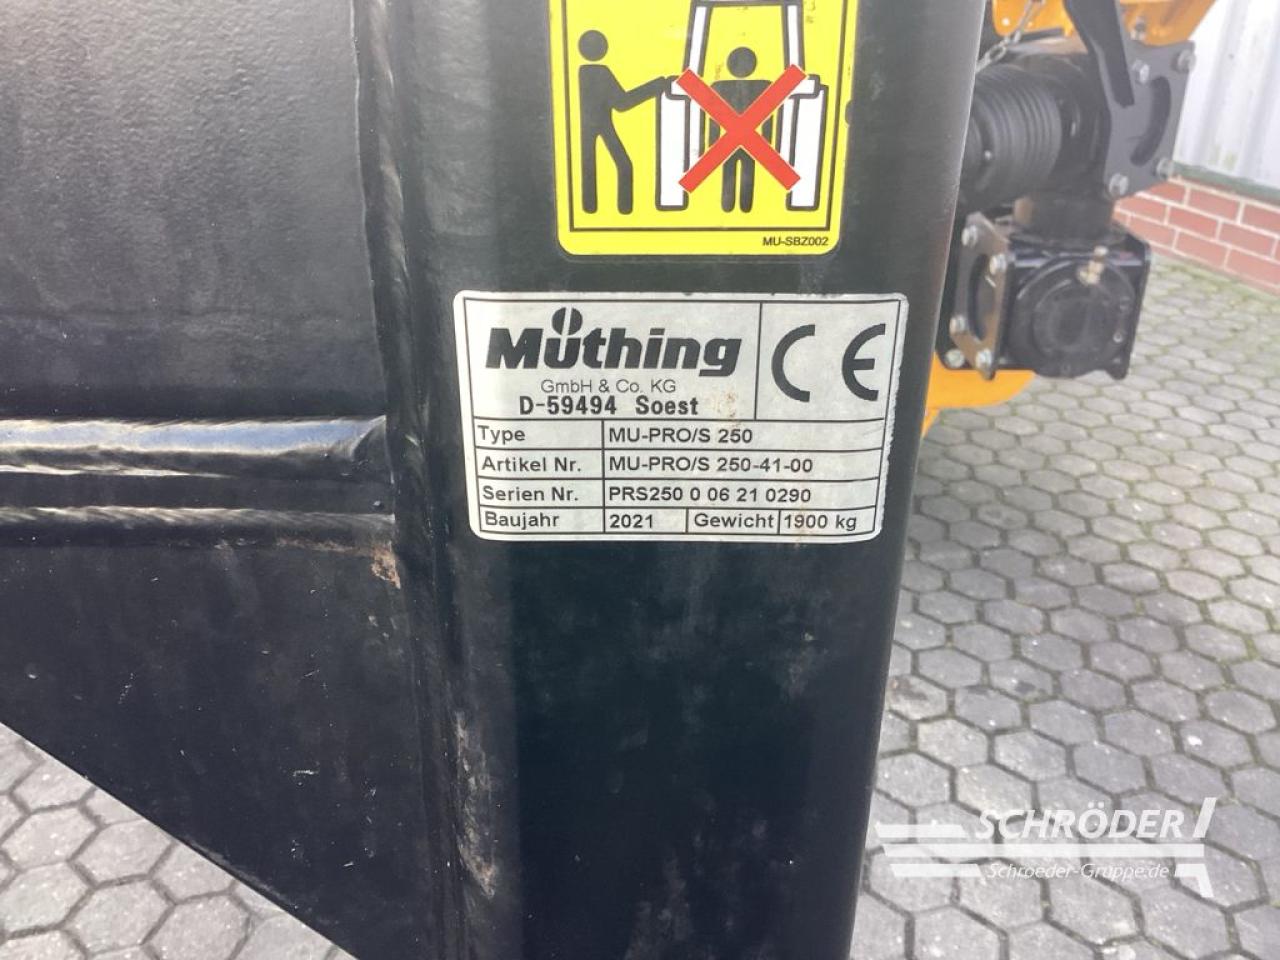 MU-SBZ002
Müthing
GmbH & Co. KG
D-59494 Soest
CE
Type MU-PRO/S 250
Artikel Nr. MU-PRO/S 250-41-00
Serien Nr. PRS250 0 06 21 0290
Baujahr 2021 Gewicht 1900 kg
SCHRÖDER
Schroeder-Gruppe.de